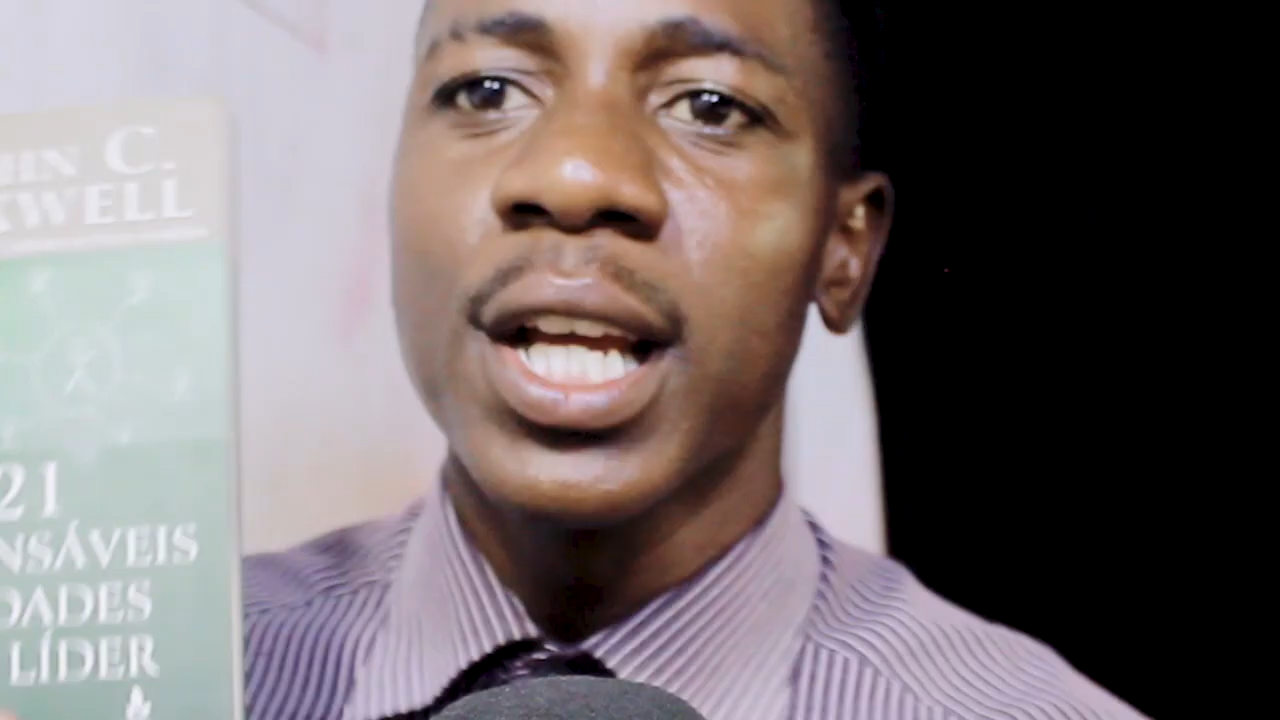 HN C.
XWELL
21
NSÁVEIS
DADES
LÍDER